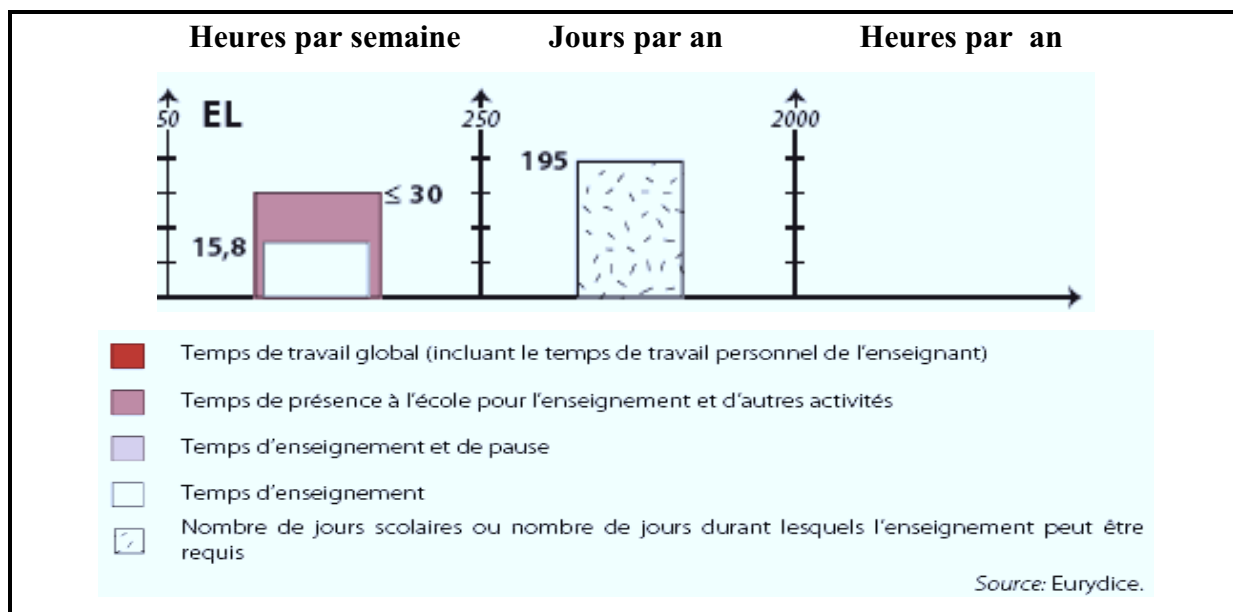 Heures par semaine Jours par an Heures par an
50 EL 250 2000
195
≤ 30
15,8
Temps de travail global (incluant le temps de travail personnel de l'enseignant)
Temps de présence à l'école pour l'enseignement et d'autres activités
Temps d'enseignement et de pause
Temps d'enseignement
Nombre de jours scolaires ou nombre de jours durant lesquels l'enseignement peut être
requis
Source: Eurydice.